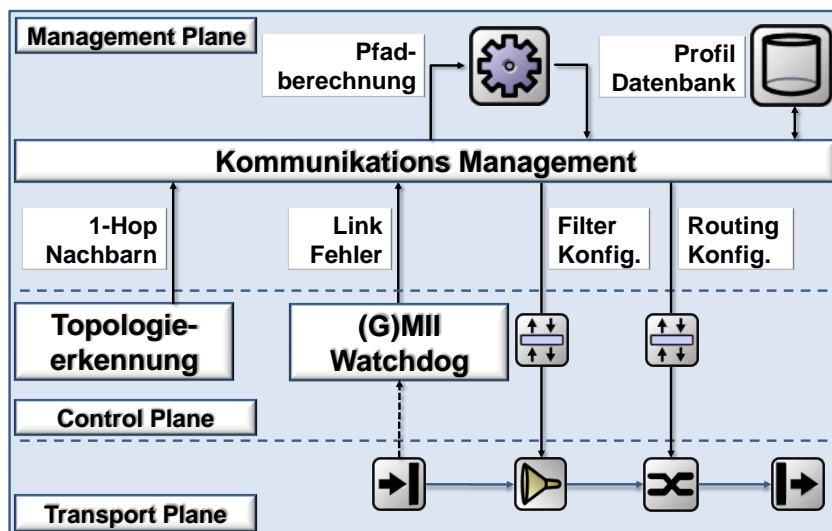 Management Plane
Pfad-
berechnung
Profil
Datenbank
Kommunikations Management
1-Hop
Nachbarn
Link
Fehler
Filter
Konfig.
Routing
Konfig.
Topologie-
erkennung
(G)MII
Watchdog
Control Plane
Transport Plane